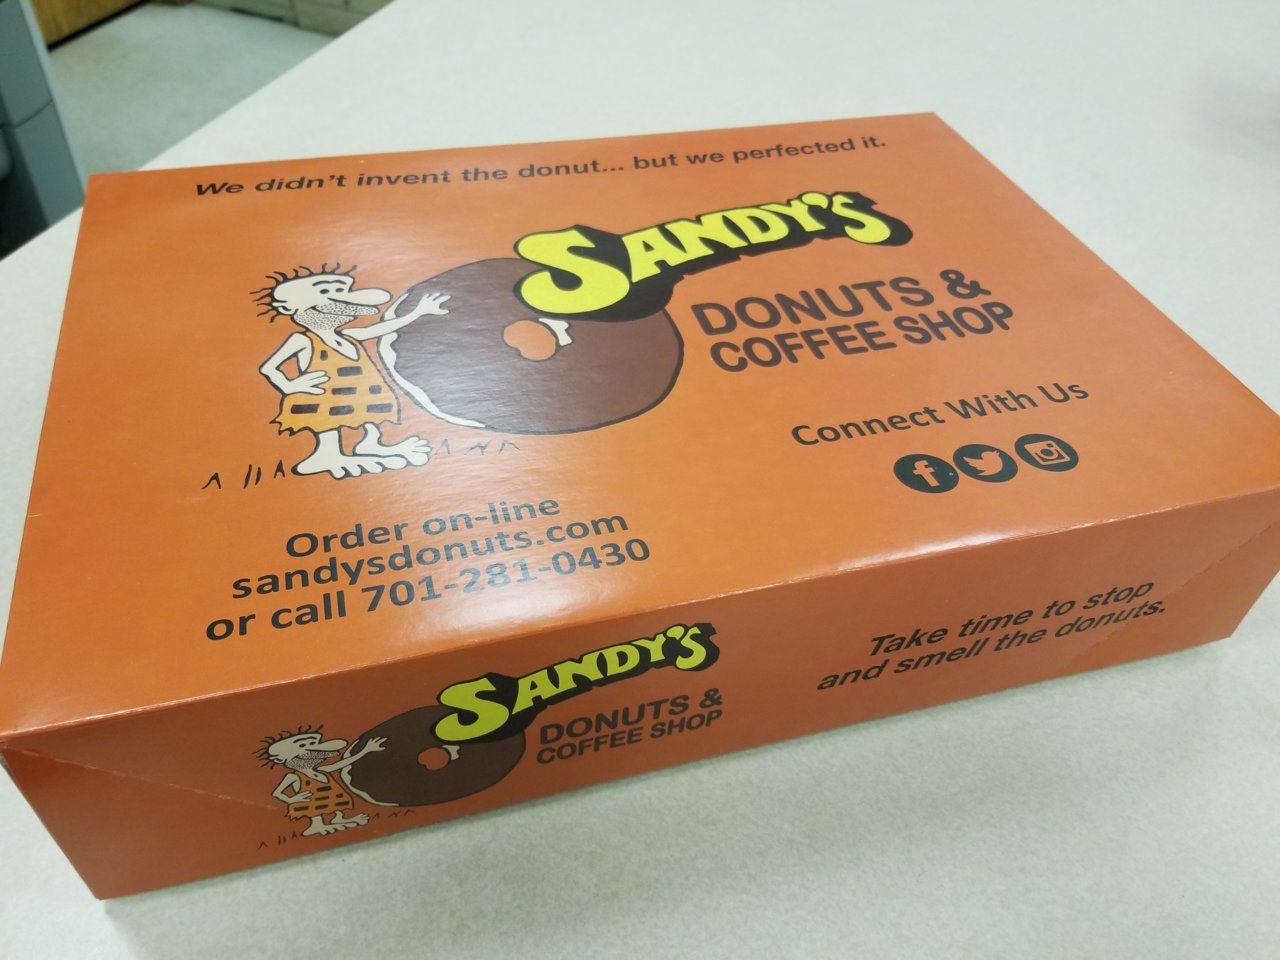 We didn't invent the donut... but we perfected it.
SANDY'S
DONUTS &
COFFEE SHOP
Connect With Us
f
Order on-line
sandysdonuts.com
or call 701-281-0430
SANDY'S
DONUTS &
COFFEE SHOP
Take time to stop
and smell the donuts.